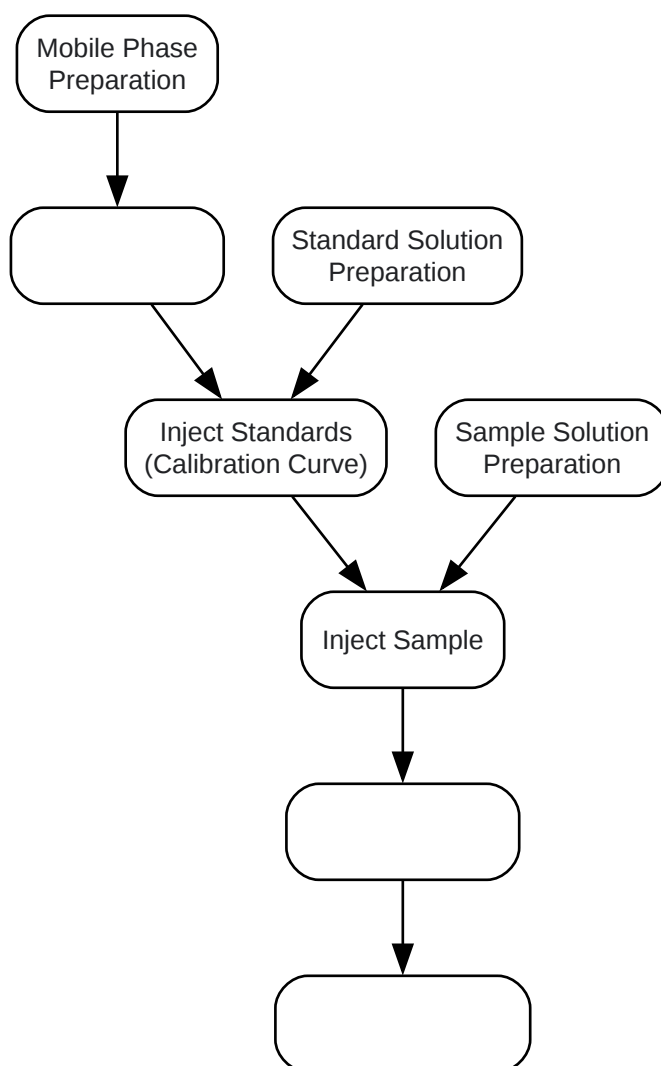 Mobile Phase
Preparation
Standard Solution
Preparation
Inject Standards
(Calibration Curve)
Sample Solution
Preparation
Inject Sample